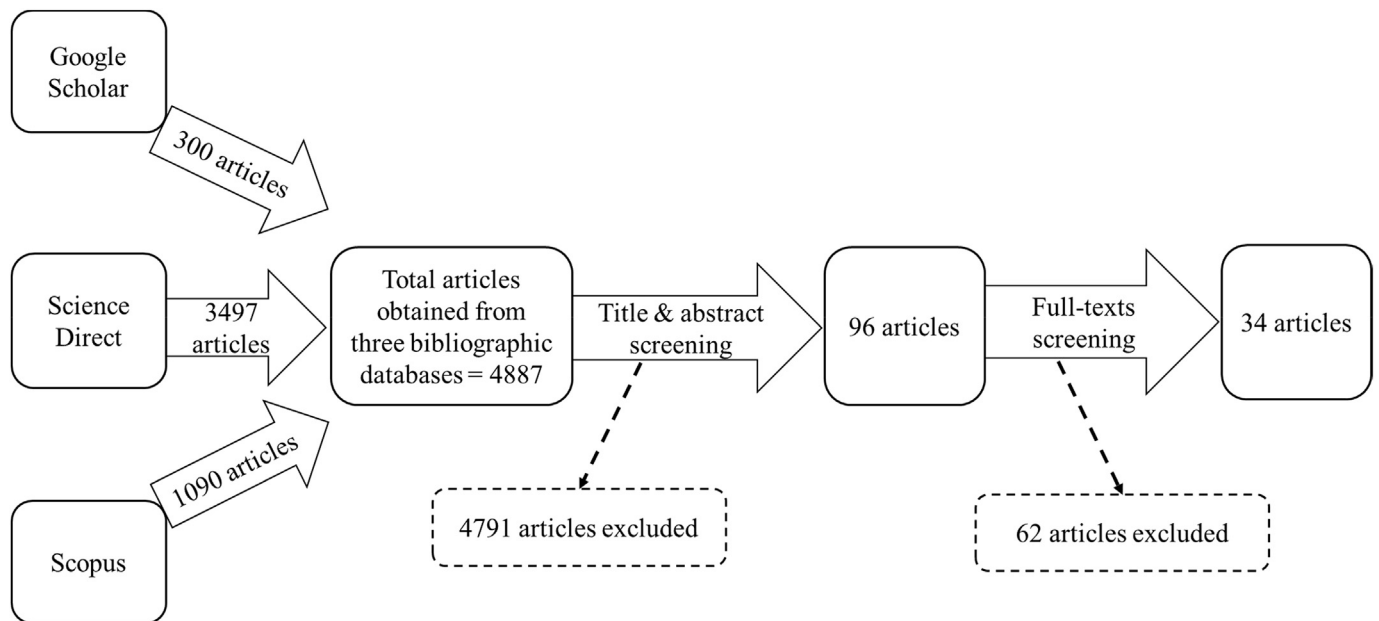 Google
Scholar
300 articles
Science
Direct
3497
articles
Scopus
1090 articles
Total articles
obtained from
three bibliographic
databases = 4887
Title & abstract
screening
4791 articles excluded
96 articles
Full-texts
screening
62 articles excluded
34 articles